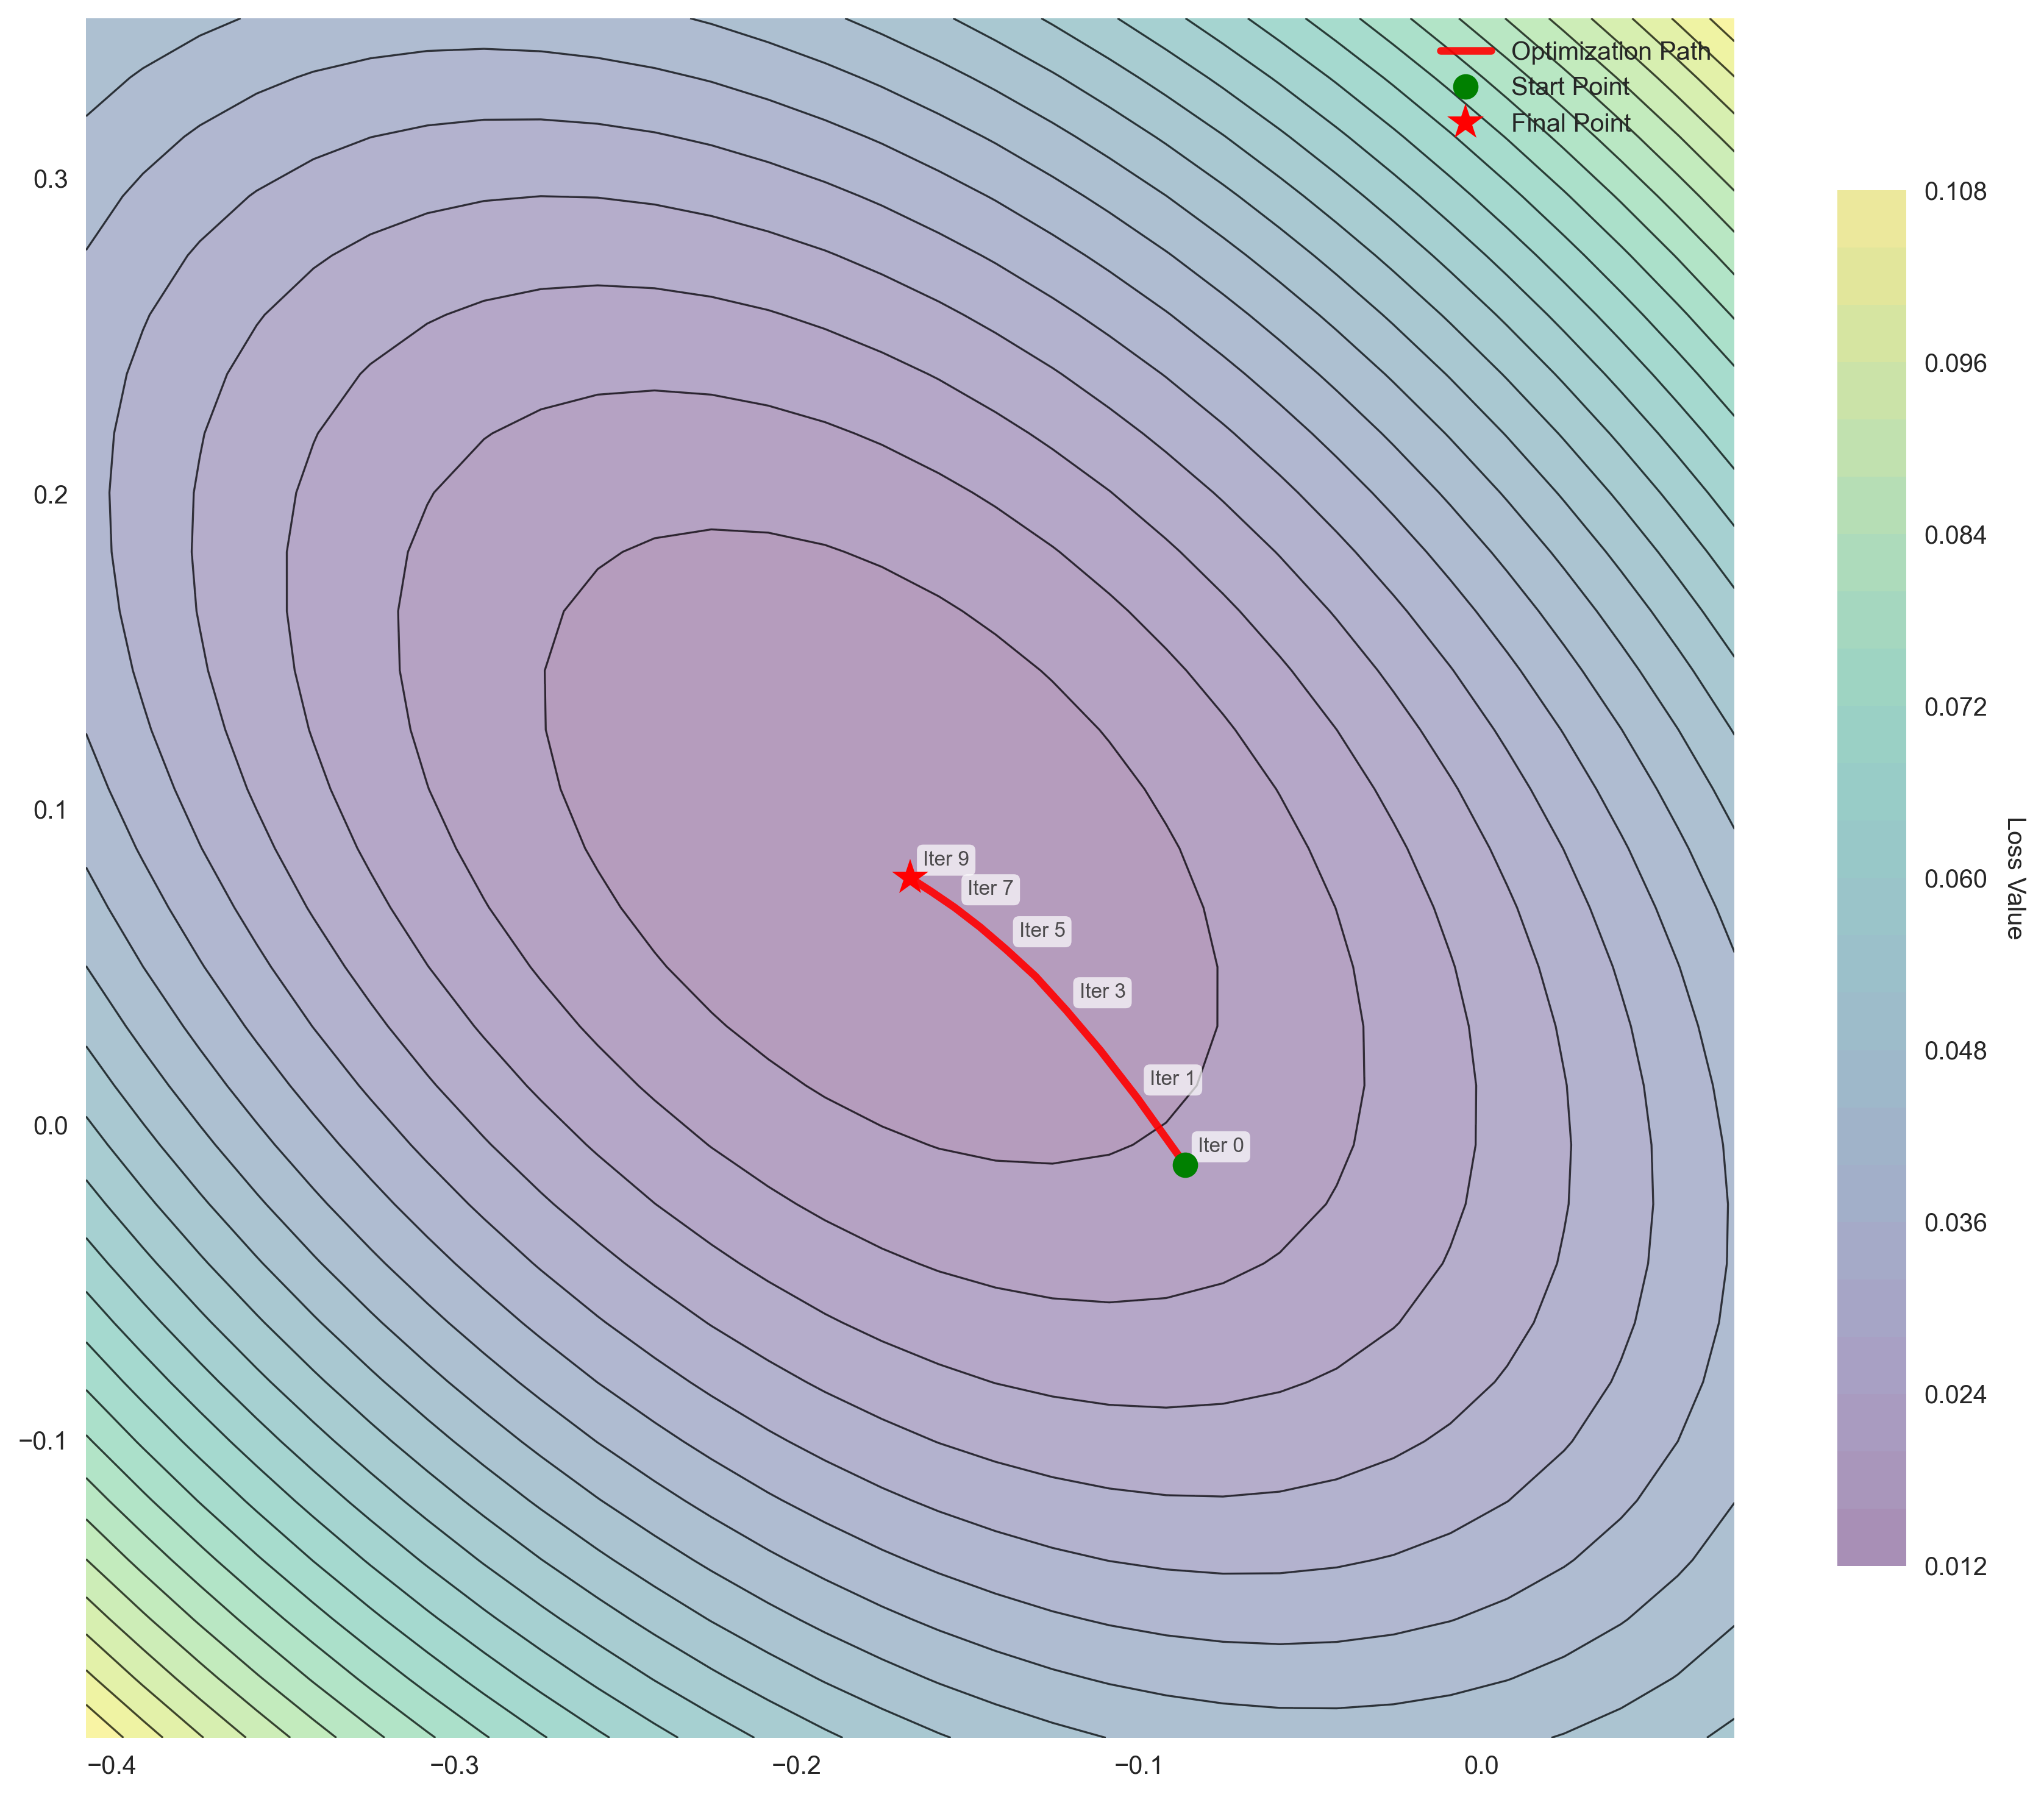 Optimization Path
Start Point
Final Point
0.3
0.2
0.1
0.0
−0.1
−0.4
−0.3
−0.2
−0.1
0.0
Iter 9
Iter 7
Iter 5
Iter 3
Iter 1
Iter 0
0.108
0.096
0.084
0.072
0.060
0.048
0.036
0.024
0.012
Loss Value